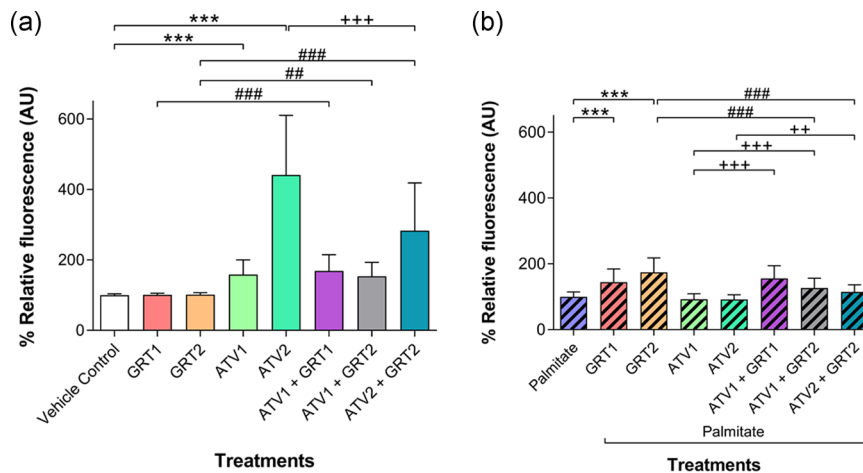 (a)
*** +++
***
###
##
###
% Relative fluorescence (AU)
600
400
200
0
Vehicle Control
GRT1
GRT2
ATV1
ATV2
ATV1 + GRT1
ATV1 + GRT2
ATV2 + GRT2
Treatments
(b)
*** ###
*** ###
++
+++
+++
% Relative fluorescence (AU)
600
400
200
0
Palmitate
GRT1
GRT2
ATV1
ATV2
ATV1 + GRT1
ATV1 + GRT2
ATV2 + GRT2
Palmitate
Treatments